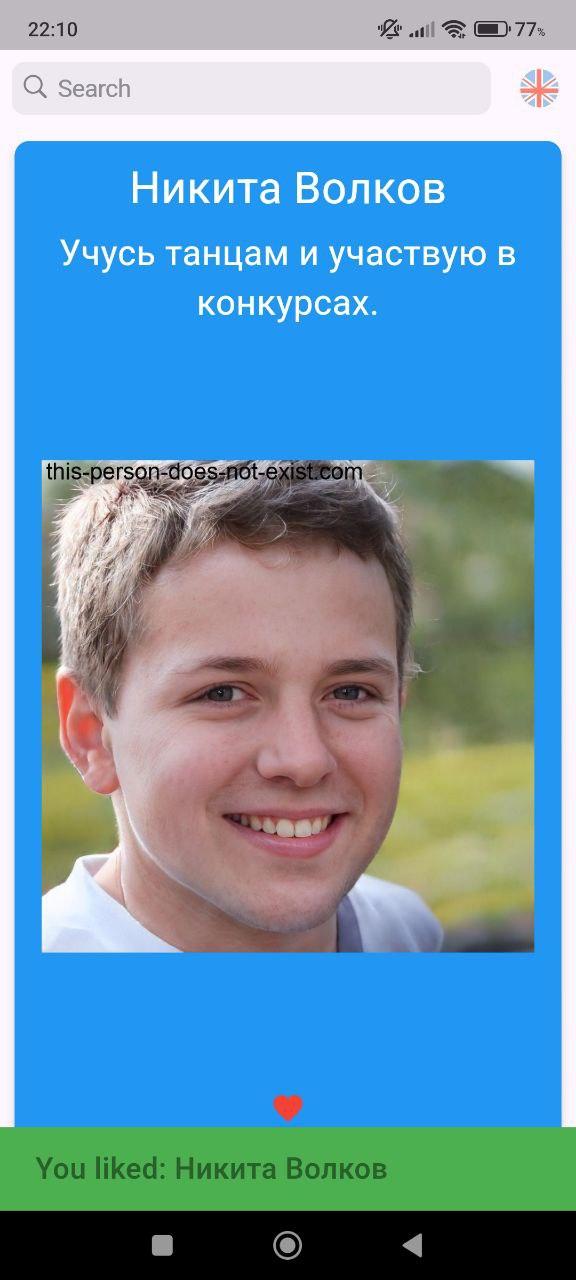 22:10
77%
Search
Никита Волков
Учусь танцам и участвую в
конкурсах.
this-person-does-not-exist.com
You liked: Никита Волков